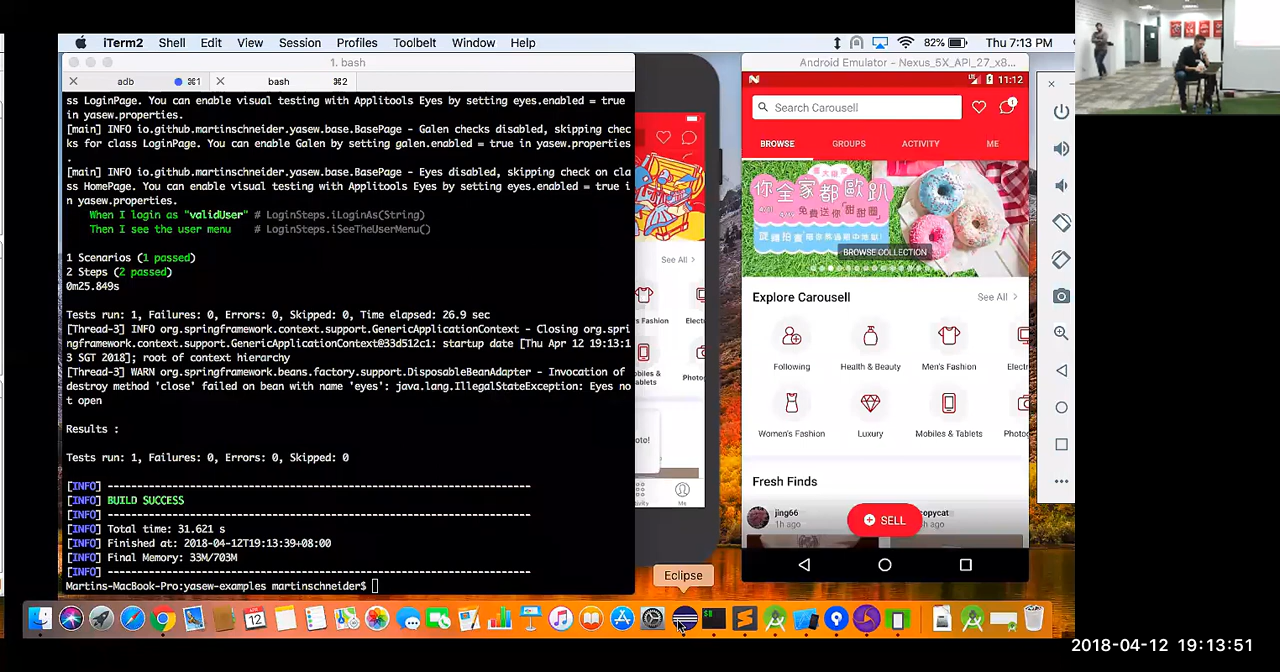 iTerm2 Shell Edit View Session Profiles Toolbelt Window Help
82% Thu 7:13 PM
1. bash
adb ⌘1 bash ⌘2
ss LoginPage. You can enable visual testing with Applitools Eyes by setting eyes.enabled = true
in yasew.properties.
[main] INFO io.github.martinschneider.yasew.base.BasePage - Galen checks disabled, skipping chec
ks for class LoginPage. You can enable Galen by setting galen.enabled = true in yasew.properties
.
[main] INFO io.github.martinschneider.yasew.base.BasePage - Eyes disabled, skipping check on cla
ss HomePage. You can enable visual testing with Applitools Eyes by setting eyes.enabled = true i
n yasew.properties.
When I login as "validUser" # LoginSteps.iLoginAs(String)
Then I see the user menu # LoginSteps.iSeeTheUserMenu()
1 Scenarios (1 passed)
2 Steps (2 passed)
0m25.849s
Tests run: 1, Failures: 0, Errors: 0, Skipped: 0, Time elapsed: 26.9 sec
[Thread-3] INFO org.springframework.context.support.GenericApplicationContext - Closing org.spri
ngframework.context.support.GenericApplicationContext@33d512c1: startup date [Thu Apr 12 19:13:1
3 SGT 2018]; root of context hierarchy
[Thread-3] WARN org.springframework.beans.factory.support.DisposableBeanAdapter - Invocation of
destroy method 'close' failed on bean with name 'eyes': java.lang.IllegalStateException: Eyes no
t open
Results :
Tests run: 1, Failures: 0, Errors: 0, Skipped: 0
[INFO] ------------------------------------------------------------------------
[INFO] BUILD SUCCESS
[INFO] ------------------------------------------------------------------------
[INFO] Total time: 31.621 s
[INFO] Finished at: 2018-04-12T19:13:39+08:00
[INFO] Final Memory: 33M/703M
[INFO] ------------------------------------------------------------------------
Martins-MacBook-Pro:yasew-examples martinschneider$
See All >
Me
Android Emulator - Nexus_5X_API_27_x8...
11:12
Search Carousell
BROWSE GROUPS ACTIVITY ME
你全家都歐趴
免費送你「甜甜圈」
BROWSE COLLECTION
Explore Carousell See All >
Following Health & Beauty Men's Fashion Electr
Women's Fashion Luxury Mobiles & Tablets Photo
Fresh Finds
jing66 copycat
1h ago
SELL
Eclipse
12
2018-04-12 19:13:51